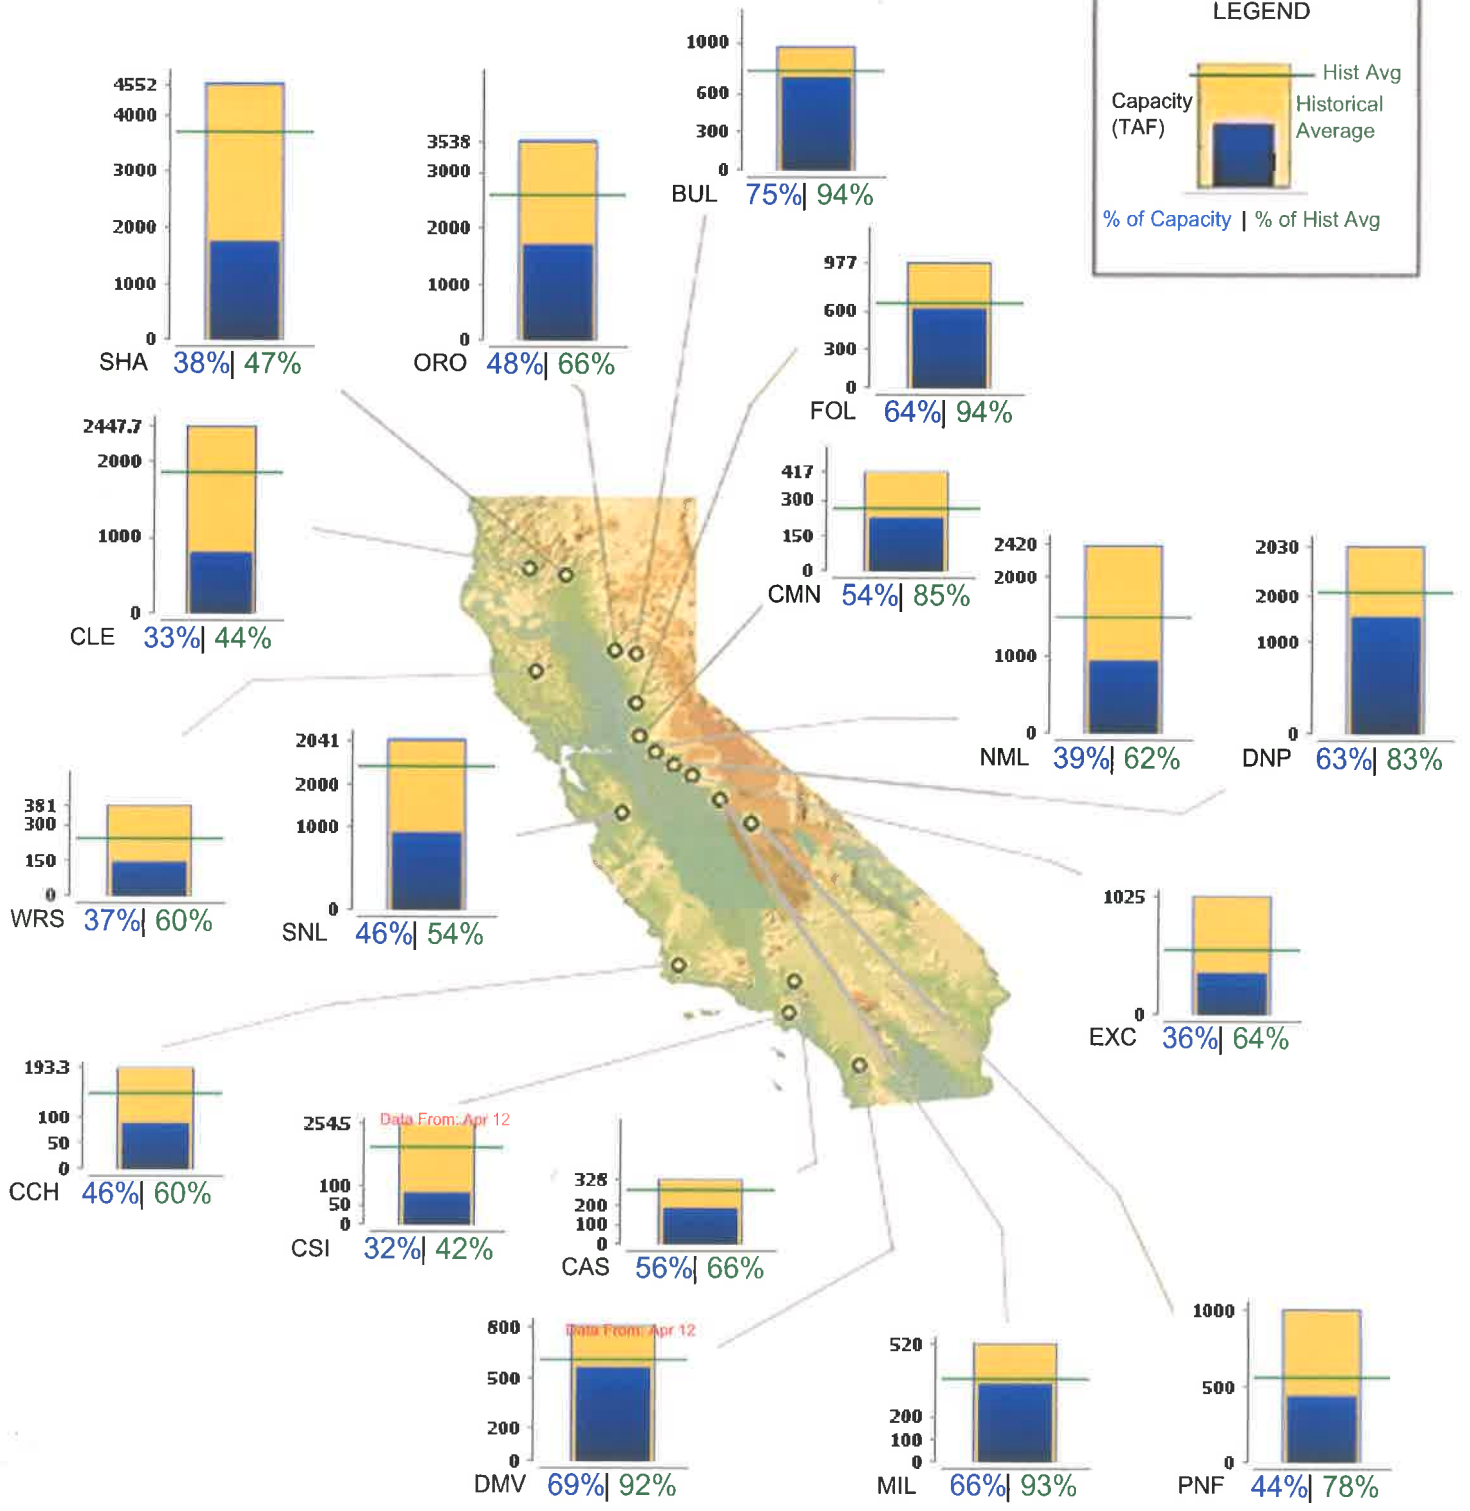 LEGEND
Hist Avg
Capacity
(TAF)
Historical
Average
% of Capacity | % of Hist Avg
4552
4000
3000
2000
1000
0
SHA 38%| 47%
3538
3000
2000
1000
0
ORO 48%| 66%
1000
600
300
0
BUL 75%| 94%
977
600
300
0
FOL 64%| 94%
2447.7
2000
1000
0
CLE 33%| 44%
417
300
150
0
CMN 54%| 85%
2420
2000
1000
0
NML 39%| 62%
2030
2000
1000
0
DNP 63%| 83%
381
300
150
0
WRS 37%| 60%
2041
2000
1000
0
SNL 46%| 54%
1025
0
EXC 36%| 64%
193.3
100
50
0
CCH 46%| 60%
Data From: Apr 12
254.5
100
50
0
CSI 32%| 42%
328
200
100
0
CAS 56%| 66%
Data From: Apr 12
800
500
200
0
DMV 69%| 92%
520
200
100
0
MIL 66%| 93%
1000
500
0
PNF 44%| 78%